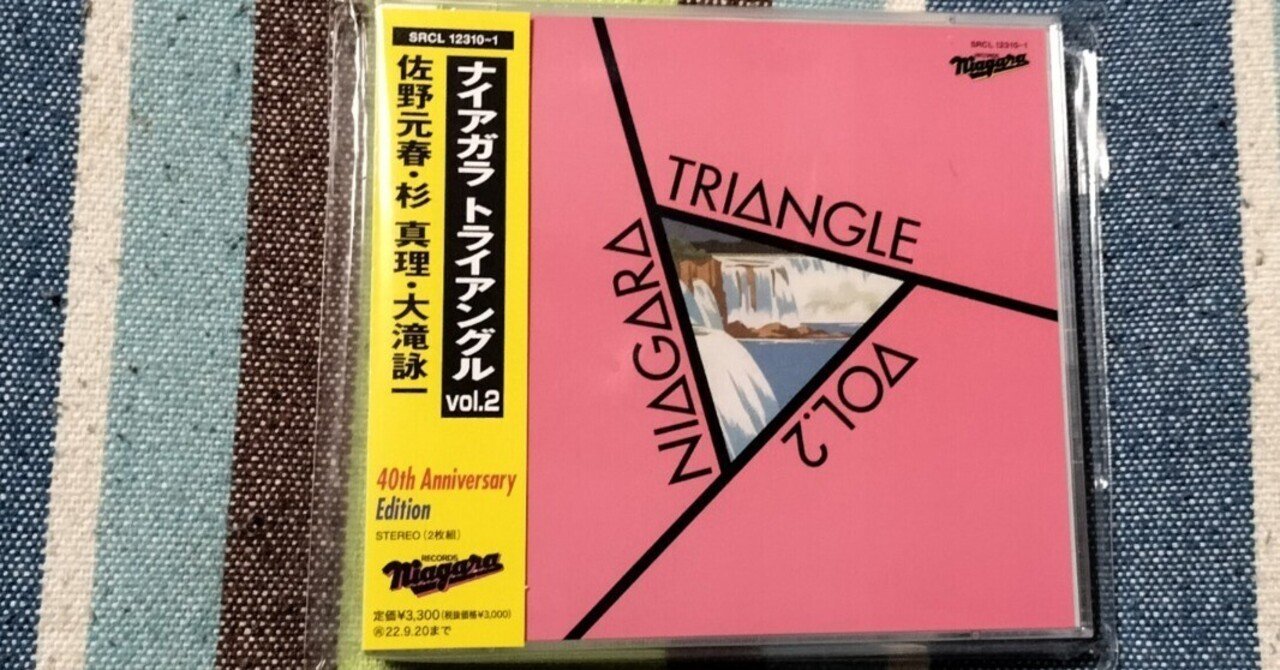 SRCL 12310~1
ナイアガラ トライアングル vol.2
佐野元春・杉 真理・大滝詠一
40th Anniversary
Edition
STEREO（2枚組）
RECORDS
Niagara
定価¥3,300（税抜価格¥3,000）
㋘22.9.20まで
SRCL 12310~1
RECORDS
Niagara
NIAGARA
TRIANGLE
VOL.2